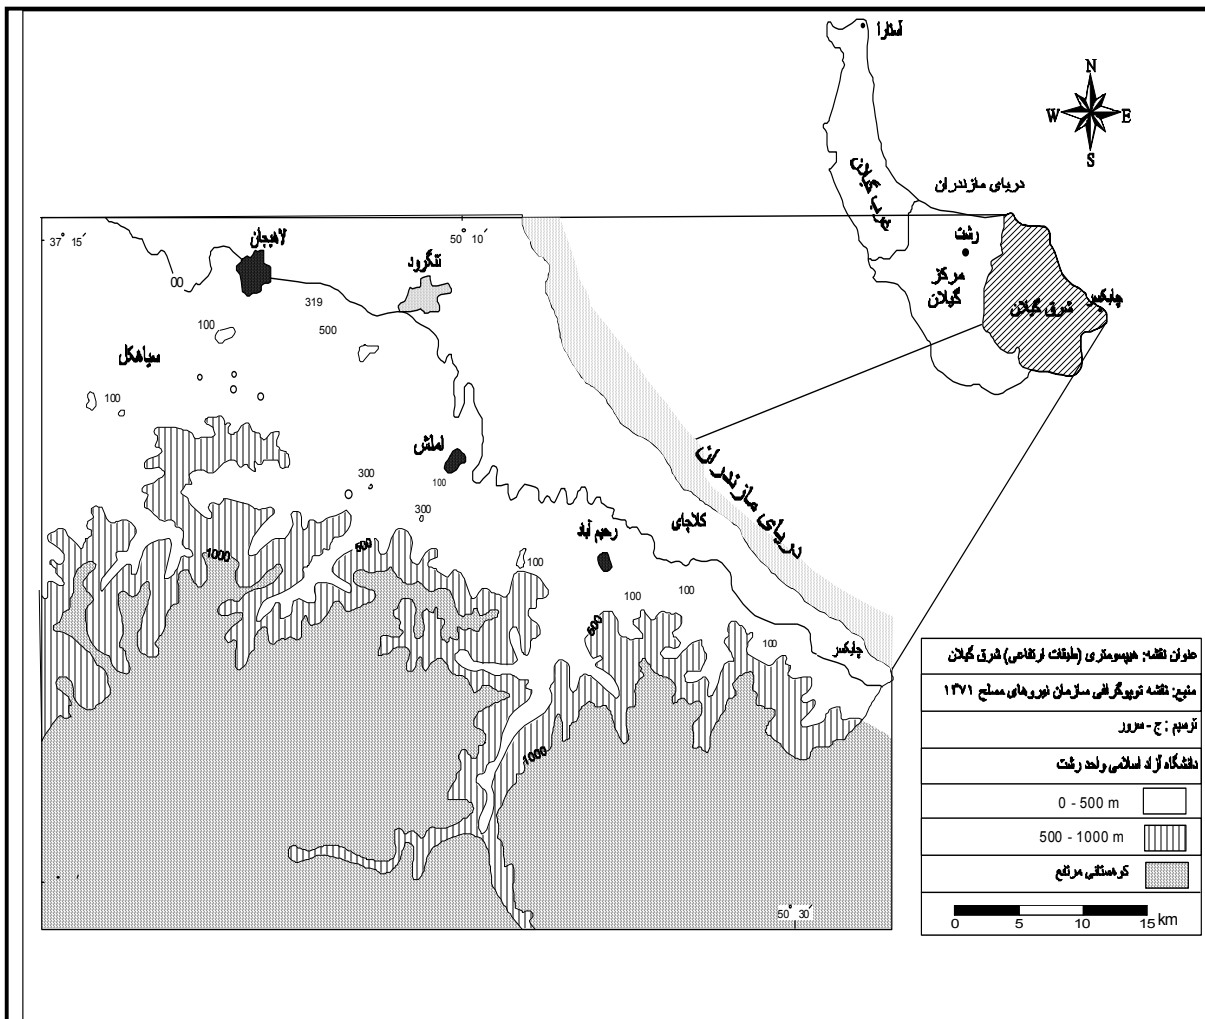 آستارا
N
W E
S
غرب گیلان
دریای مازندران
رشت
مرکز
گیلان
شرق گیلان
چابکسر
37° 15′
لاهیجان
50° 10′
لنگرود
00
319
500
100
سیاهکل
100
املش
100
300
300
دریای مازندران
کلاچای
رحیم آباد
1000
500
100
100
100
500
100
چابکسر
1000
50° 30′
عنوان نقشه: هیپسومتری (طبقات ارتفاعی) شرق گیلان
منبع: نقشه توپوگرافی سازمان نیروهای مسلح ۱۳۷۱
ترسیم : ج - سرور
دانشگاه آزاد اسلامی واحد رشت
0 - 500 m
500 - 1000 m
کوهستانی مرتفع
0 5 10 15 km